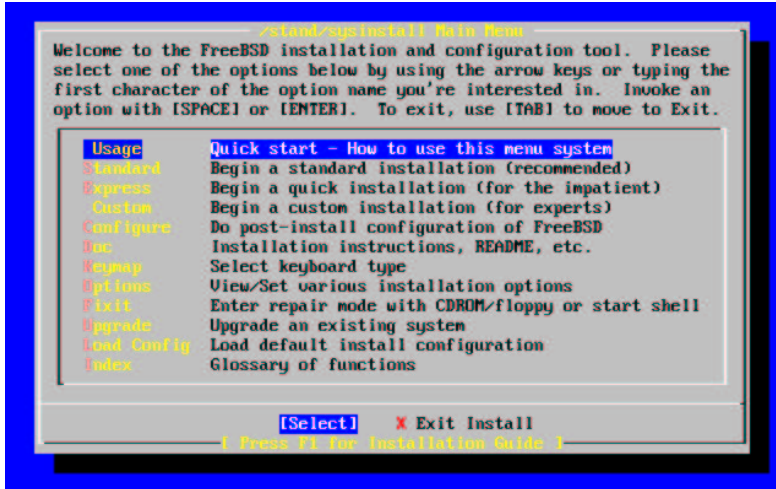 /stand/sysinstall Main Menu
Welcome to the FreeBSD installation and configuration tool. Please
select one of the options below by using the arrow keys or typing the
first character of the option name you're interested in. Invoke an
option with [SPACE] or [ENTER]. To exit, use [TAB] to move to Exit.
Usage Quick start - How to use this menu system
Standard Begin a standard installation (recommended)
Express Begin a quick installation (for the impatient)
Custom Begin a custom installation (for experts)
Configure Do post-install configuration of FreeBSD
Doc Installation instructions, README, etc.
Keymap Select keyboard type
Options View/Set various installation options
Fixit Enter repair mode with CDROM/floppy or start shell
Upgrade Upgrade an existing system
Load Config Load default install configuration
Index Glossary of functions
[Select] X Exit Install
[ Press F1 for Installation Guide ]